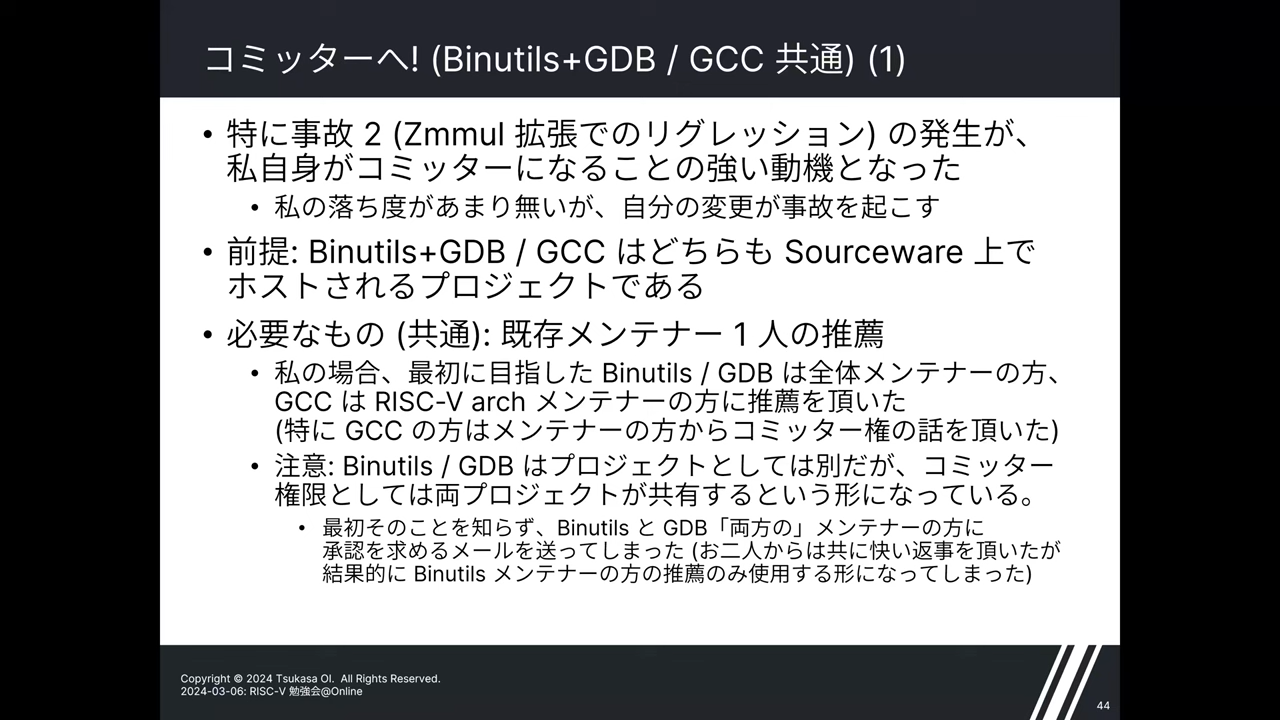 コミッターへ! (Binutils+GDB / GCC 共通) (1)
• 特に事故 2 (Zmmul 拡張でのリグレッション) の発生が、
私自身がコミッターになることの強い動機となった
• 私の落ち度があまり無いが、自分の変更が事故を起こす
• 前提: Binutils+GDB / GCC はどちらも Sourceware 上で
ホストされるプロジェクトである
• 必要なもの (共通): 既存メンテナー 1 人の推薦
• 私の場合、最初に目指した Binutils / GDB は全体メンテナーの方、
GCC は RISC-V arch メンテナーの方に推薦を頂いた
(特に GCC の方はメンテナーの方からコミッター権の話を頂いた)
• 注意: Binutils / GDB はプロジェクトとしては別だが、コミッター
権限としては両プロジェクトが共有するという形になっている。
• 最初そのことを知らず、Binutils と GDB「両方の」メンテナーの方に
承認を求めるメールを送ってしまった (お二人からは共に快い返事を頂いたが
結果的に Binutils メンテナーの方の推薦のみ使用する形になってしまった)
Copyright © 2024 Tsukasa OI. All Rights Reserved.
2024-03-06: RISC-V 勉強会@Online
44